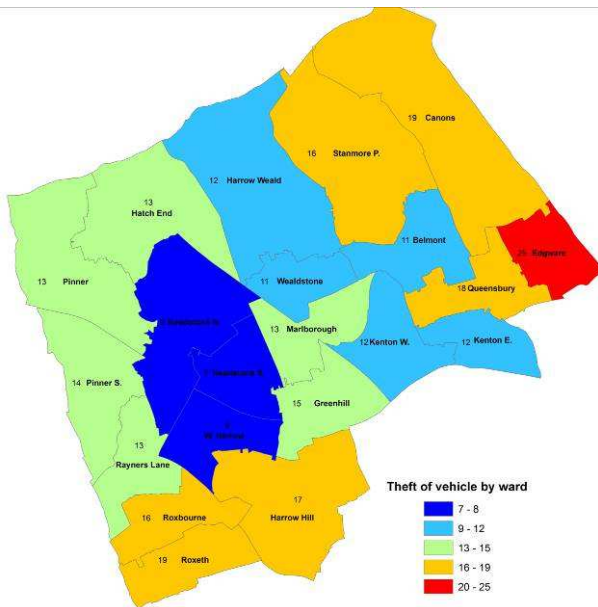 19 Canons
16 Stanmore P.
12 Harrow Weald
13
Hatch End
11 Belmont
25 Edgware
13 Pinner
11 Wealdstone
18 Queensbury
13 Marlborough
12 Kenton W.
12 Kenton E.
14 Pinner S.
15 Greenhill
13
Rayners Lane
17
Harrow Hill
16 Roxbourne
19 Roxeth
Theft of vehicle by ward
7 - 8
9 - 12
13 - 15
16 - 19
20 - 25